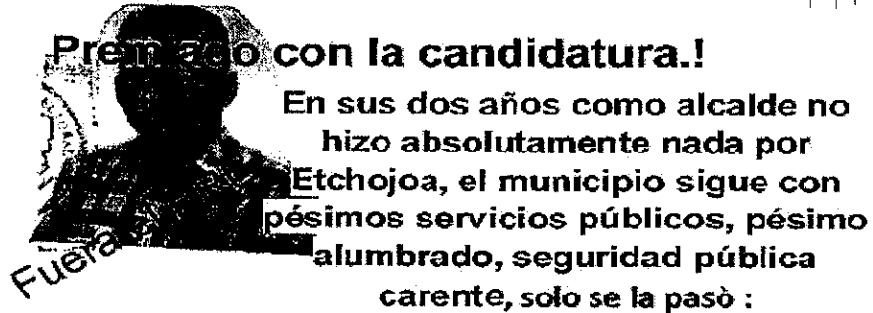 Premiado con la candidatura.!
En sus dos años como alcalde no
hizo absolutamente nada por
Etchojoa, el municipio sigue con
pésimos servicios públicos, pésimo
alumbrado, seguridad pública
carente, solo se la pasò :
Fuera